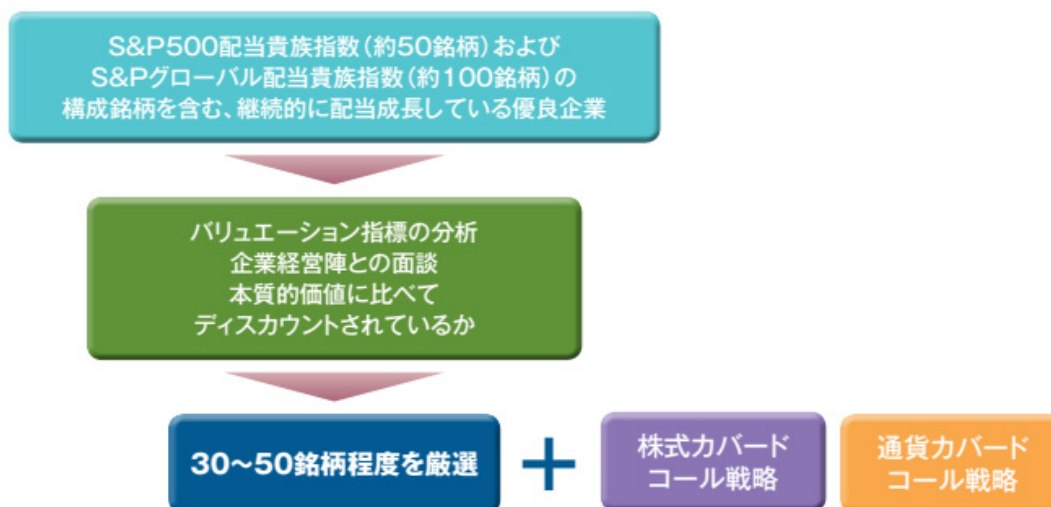 S&P500配当貴族指数（約50銘柄）および
S&Pグローバル配当貴族指数（約100銘柄）の
構成銘柄を含む、継続的に配当成長している優良企業
バリュエーション指標の分析
企業経営陣との面談
本質的価値に比べて
ディスカウントされているか
30～50銘柄程度を厳選
+
株式カバード
コール戦略
通貨カバード
コール戦略